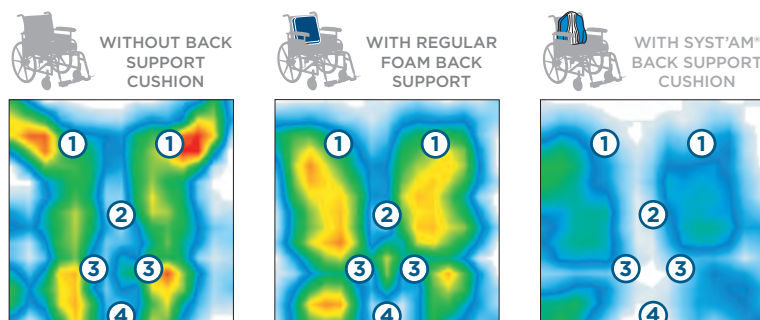 WITHOUT BACK
SUPPORT
CUSHION
WITH REGULAR
FOAM BACK
SUPPORT
WITH SYST'AM®
BACK SUPPORT
CUSHION
1 1
2
3 3
4
1 1
2
3 3
4
1 1
2
3 3
4